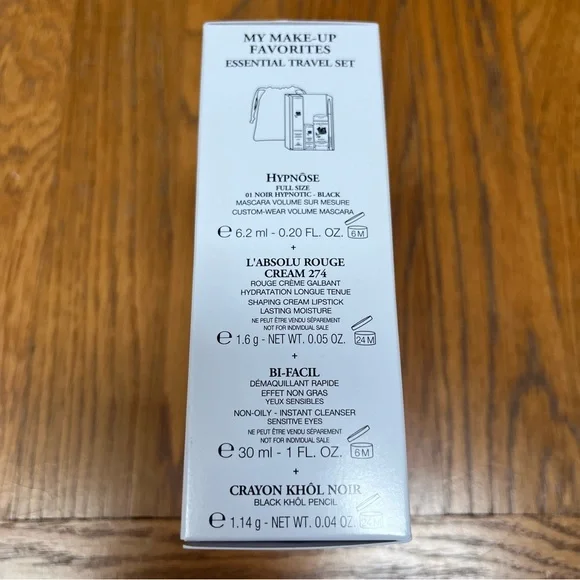 MY MAKE-UP
FAVORITES
ESSENTIAL TRAVEL SET
HYPNÔSE
FULL SIZE
01 NOIR HYPNOTIC - BLACK
MASCARA VOLUME SUR MESURE
CUSTOM-WEAR VOLUME MASCARA
e 6.2 ml - 0.20 FL. OZ. 6 M
+
L'ABSOLU ROUGE
CREAM 274
ROUGE CRÈME GALBANT
HYDRATATION LONGUE TENUE
SHAPING CREAM LIPSTICK
LASTING MOISTURE
NE PEUT ÊTRE VENDU SÉPAREMENT
NOT FOR INDIVIDUAL SALE
e 1.6 g - NET WT. 0.05 OZ. 24 M
+
BI-FACIL
DÉMAQUILLANT RAPIDE
EFFET NON GRAS
YEUX SENSIBLES
NON-OILY - INSTANT CLEANSER
SENSITIVE EYES
NE PEUT ÊTRE VENDU SÉPAREMENT
NOT FOR INDIVIDUAL SALE
e 30 ml - 1 FL. OZ. 6 M
+
CRAYON KHÔL NOIR
BLACK KHÔL PENCIL
e 1.14 g - NET WT. 0.04 OZ.